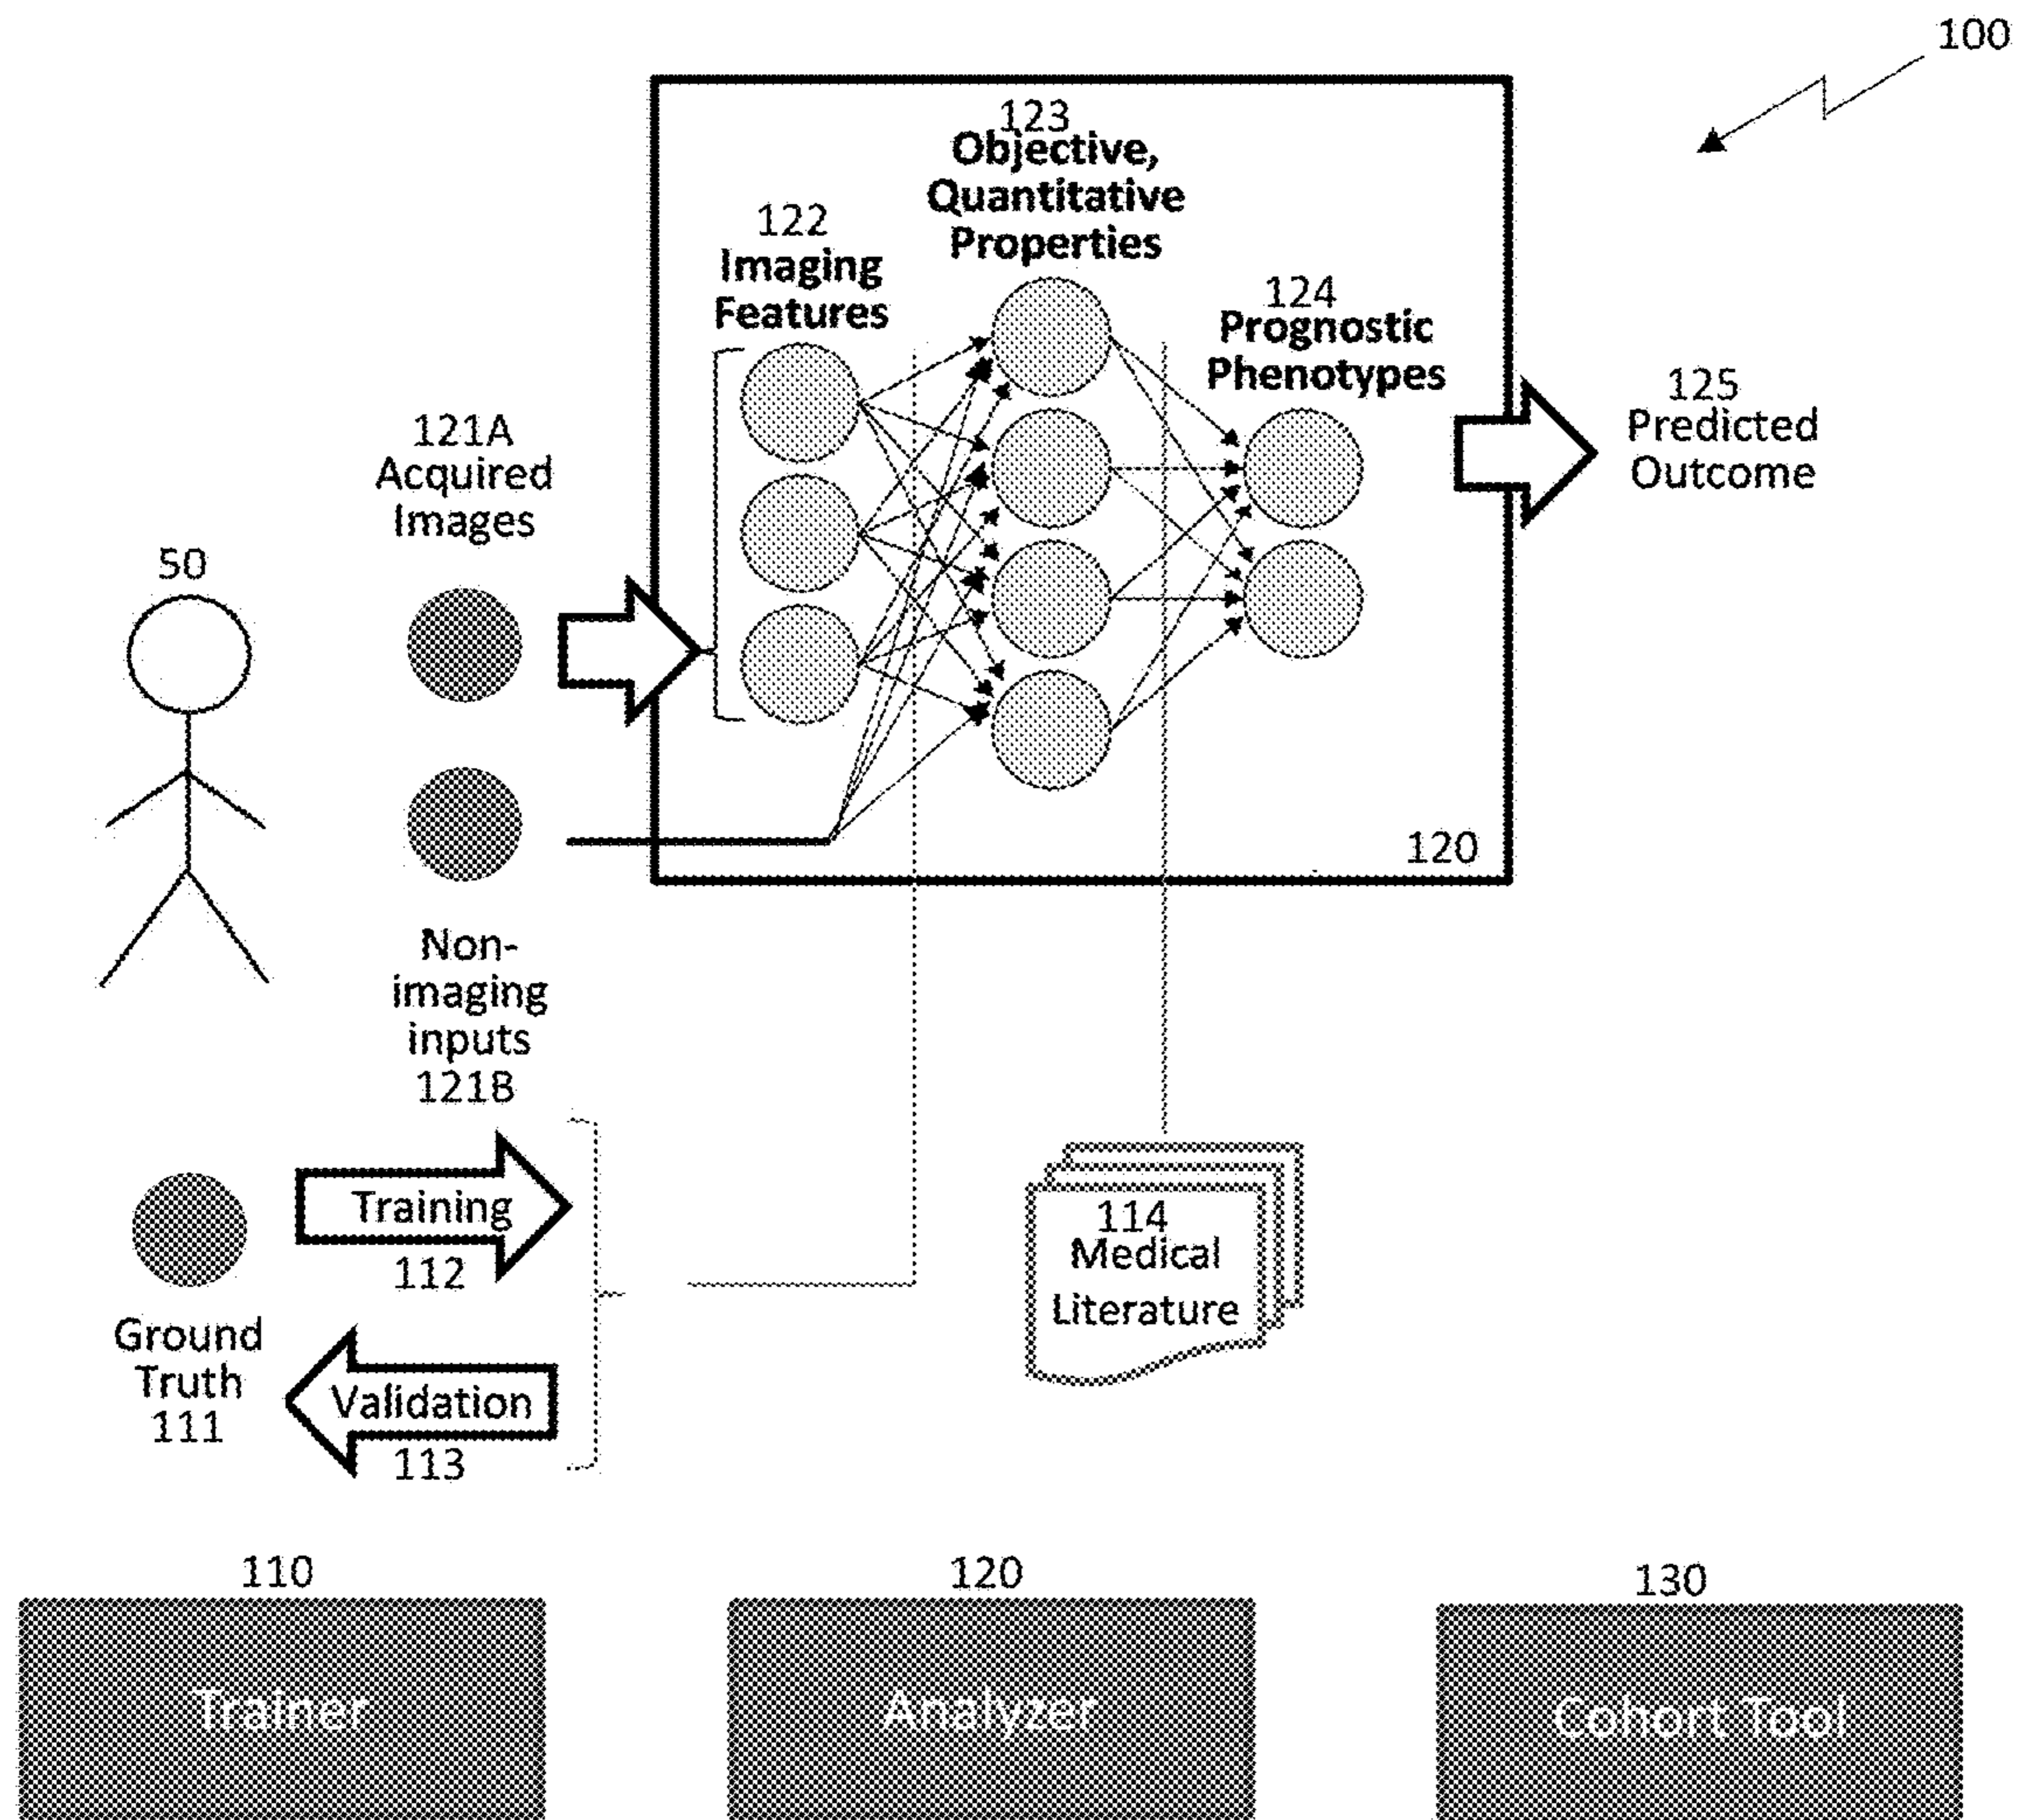 100
123
Objective,
Quantitative
Properties
122
Imaging
Features
124
Prognostic
Phenotypes
125
Predicted
Outcome
121A
Acquired
Images
50
120
Non-
imaging
inputs
121B
Training
112
114
Medical
Literature
Ground
Truth
111
Validation
113
110
120
130
Trainer
Analyzer
Cohort Tool